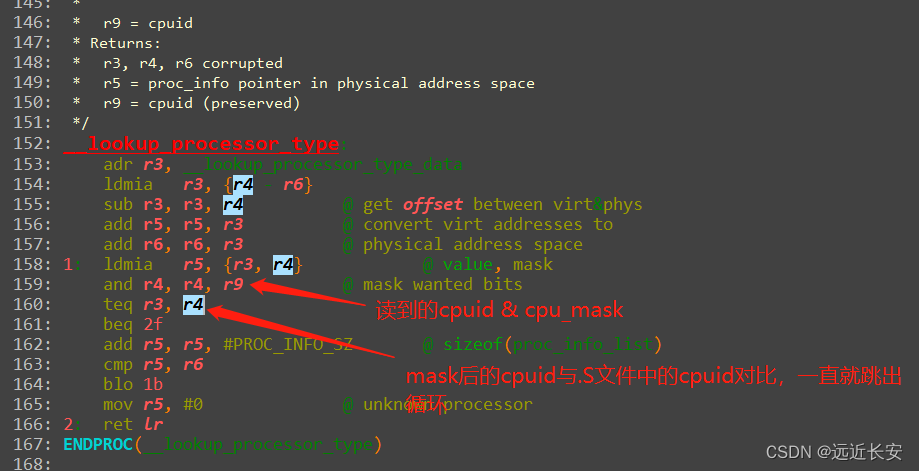 145: *
146: *  r9 = cpuid
147: * Returns:
148: *  r3, r4, r6 corrupted
149: *  r5 = proc_info pointer in physical address space
150: *  r9 = cpuid (preserved)
151: */
152: __lookup_processor_type:
153: adr r3, __lookup_processor_type_data
154: ldmia r3, {r4 - r6}
155: sub r3, r3, r4 @ get offset between virt&phys
156: add r5, r5, r3 @ convert virt addresses to
157: add r6, r6, r3 @ physical address space
158: 1: ldmia r5, {r3, r4} @ value, mask
159: and r4, r4, r9 @ mask wanted bits
160: teq r3, r4
读到的cpuid & cpu_mask
161: beq 2f
162: add r5, r5, #PROC_INFO_SZ @ sizeof(proc_info_list)
163: cmp r5, r6
mask后的cpuid与.S文件中的cpuid对比，一直就跳出
164: blo 1b
循环
165: mov r5, #0 @ unknown processor
166: 2: ret lr
167: ENDPROC(__lookup_processor_type)
168:
CSDN @远近长安